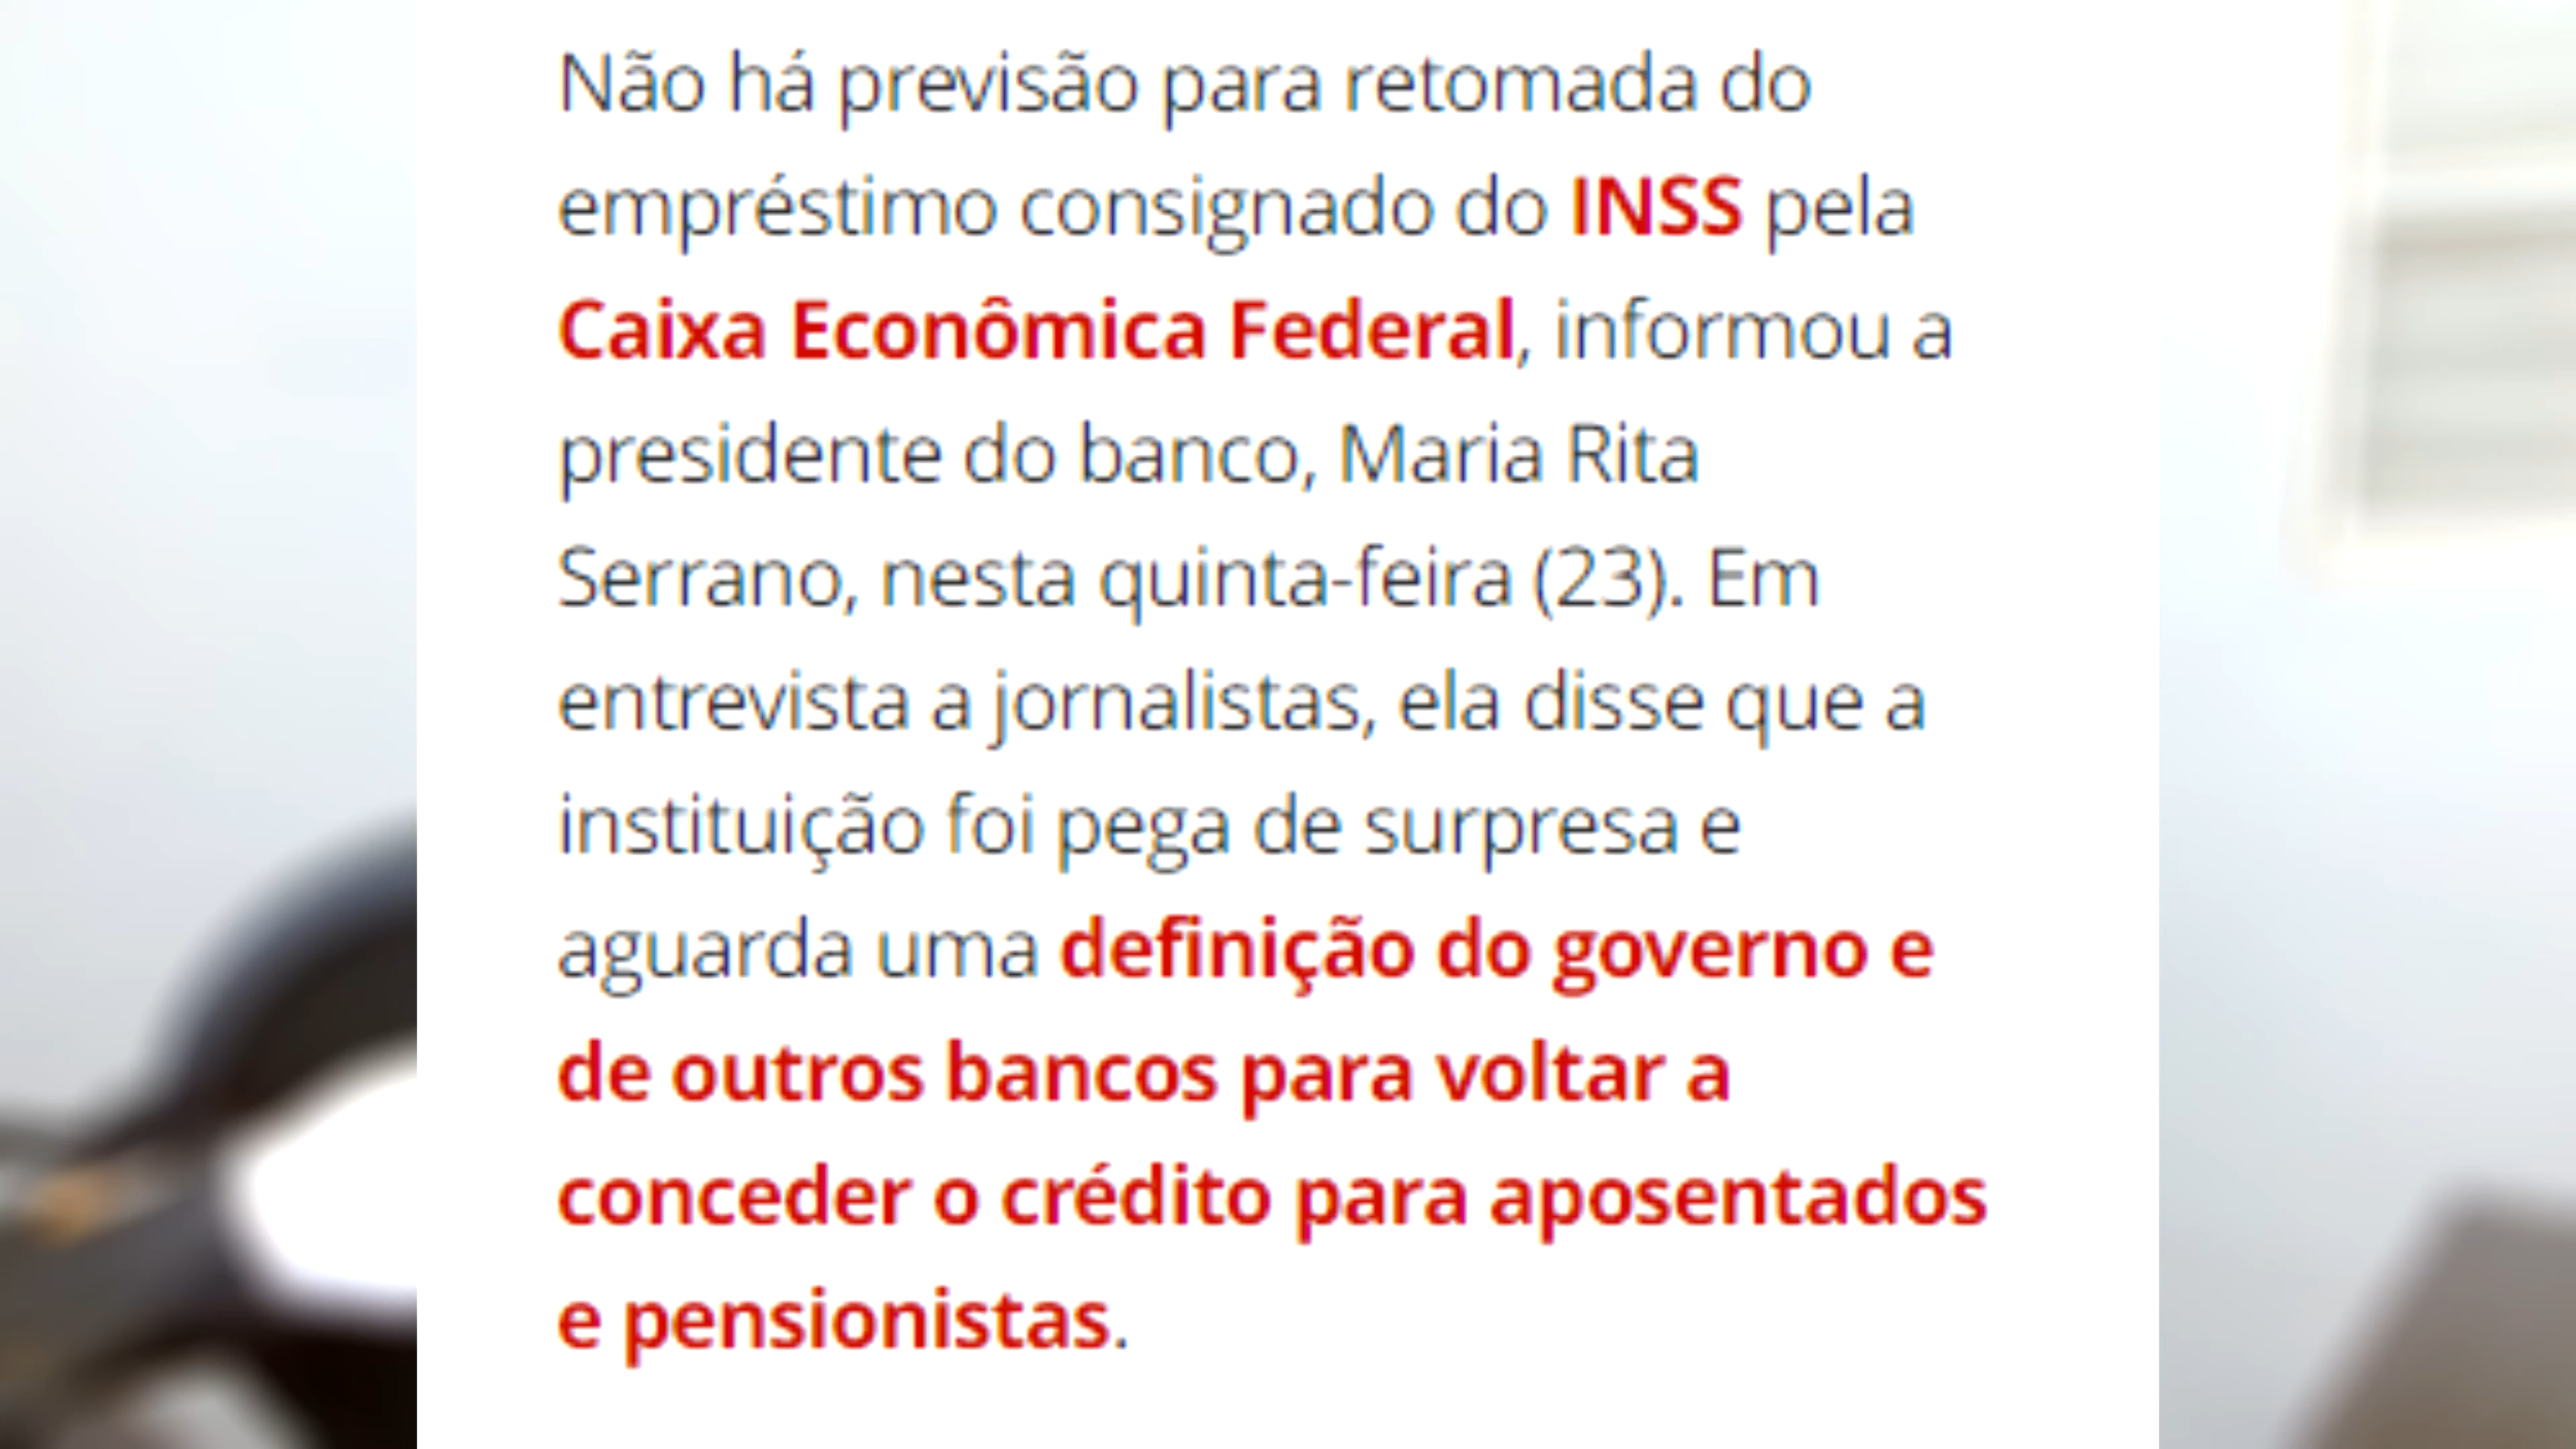 Não há previsão para retomada do
empréstimo consignado do INSS pela
Caixa Econômica Federal, informou a
presidente do banco, Maria Rita
Serrano, nesta quinta-feira (23). Em
entrevista a jornalistas, ela disse que a
instituição foi pega de surpresa e
aguarda uma definição do governo e
de outros bancos para voltar a
conceder o crédito para aposentados
e pensionistas.